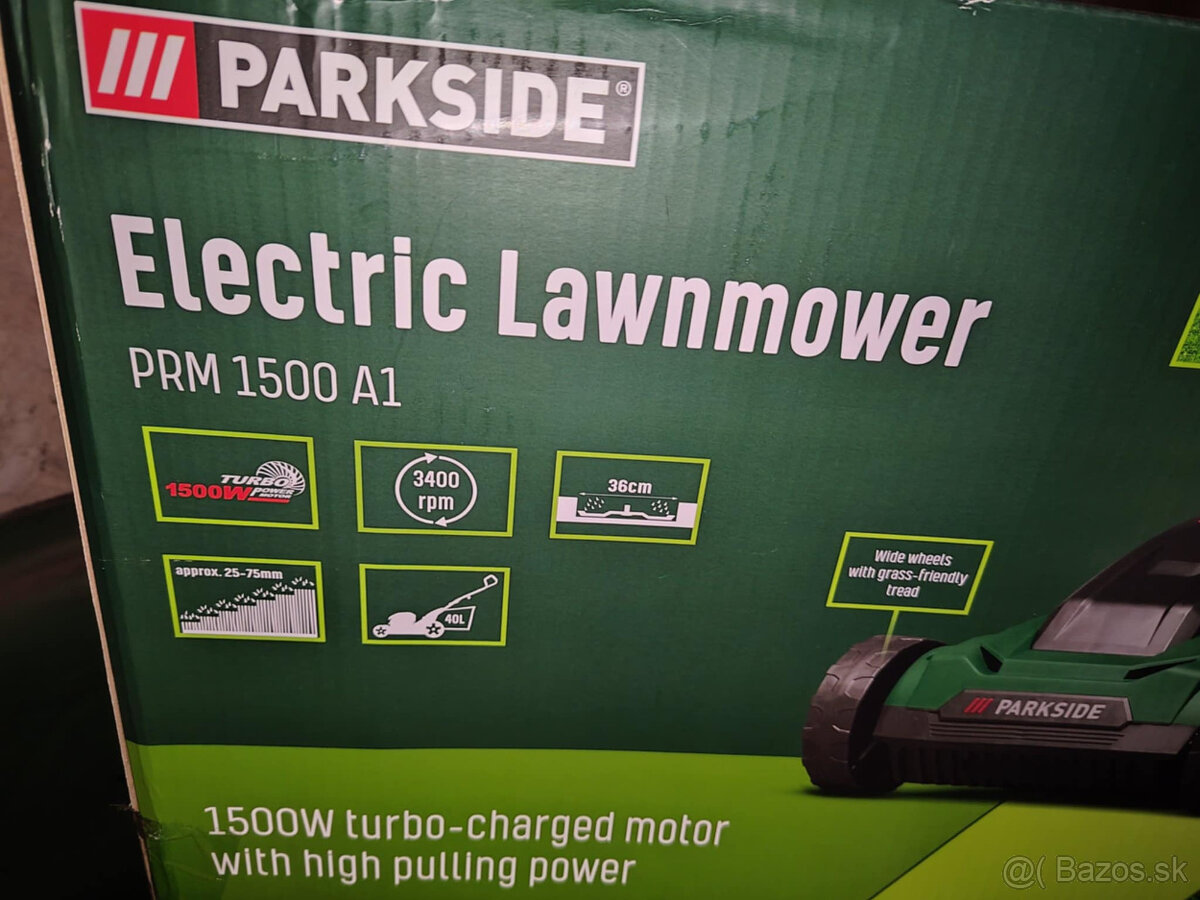 PARKSIDE®
Electric Lawnmower
PRM 1500 A1
TURBO
1500W POWER
MOTOR
3400
rpm
36cm
approx. 25-75mm
40L
Wide wheels
with grass-friendly
tread
PARKSIDE
1500W turbo-charged motor
with high pulling power
@( Bazos.sk